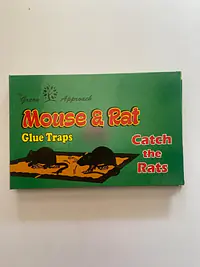 Green Approach
Mouse & Rat
Glue Traps
Catch
the
Rats